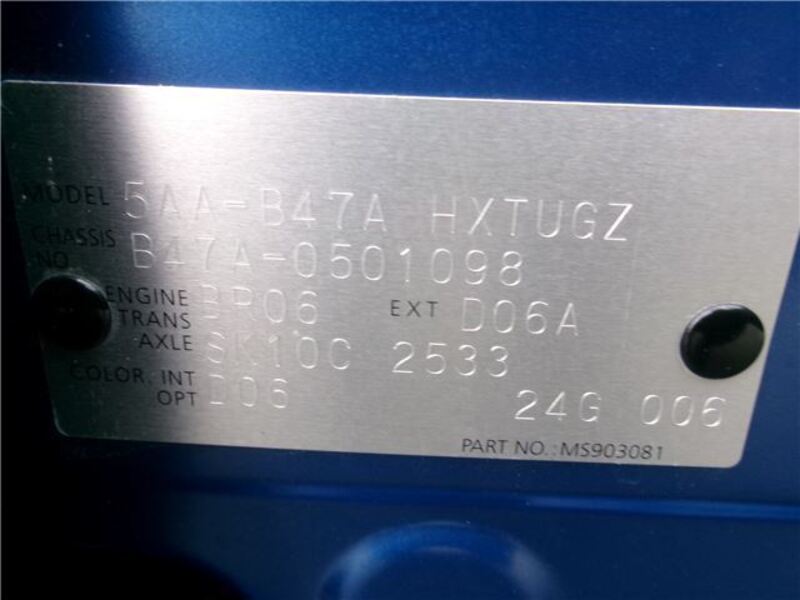 MODEL 5AA-B47A HXTUGZ
CHASSIS NO B47A-0501098
ENGINE BR06 EXT D06A
TRANS
AXLE SK10C 2533
COLOR, INT D06
OPT 24G 006
PART NO.:MS903081